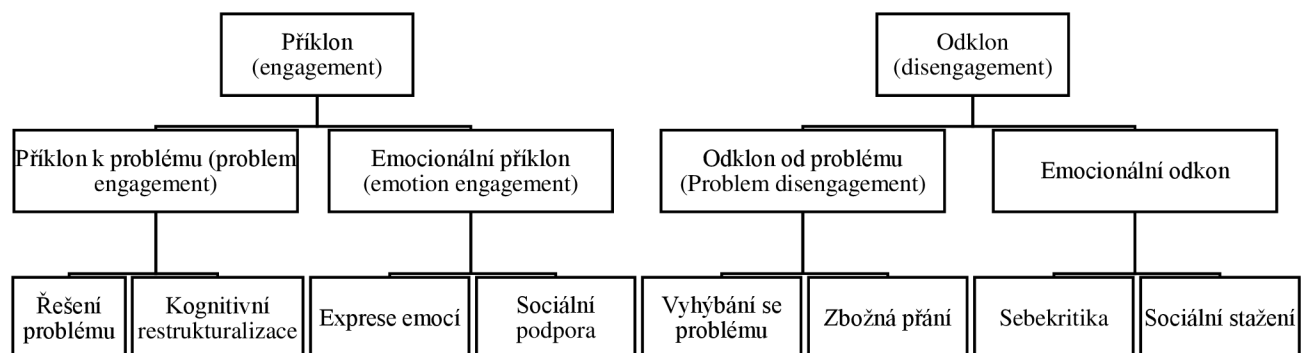 Příklon
(engagement)
Odklon
(disengagement)
Příklon k problému (problem
engagement)
Emocionální příklon
(emotion engagement)
Odklon od problému
(Problem disengagement)
Emocionální odkon
Řešení
problému
Kognitivní
restrukturalizace
Exprese emocí
Sociální
podpora
Vyhýbání se
problému
Zbožná přání
Sebekritika
Sociální stažení